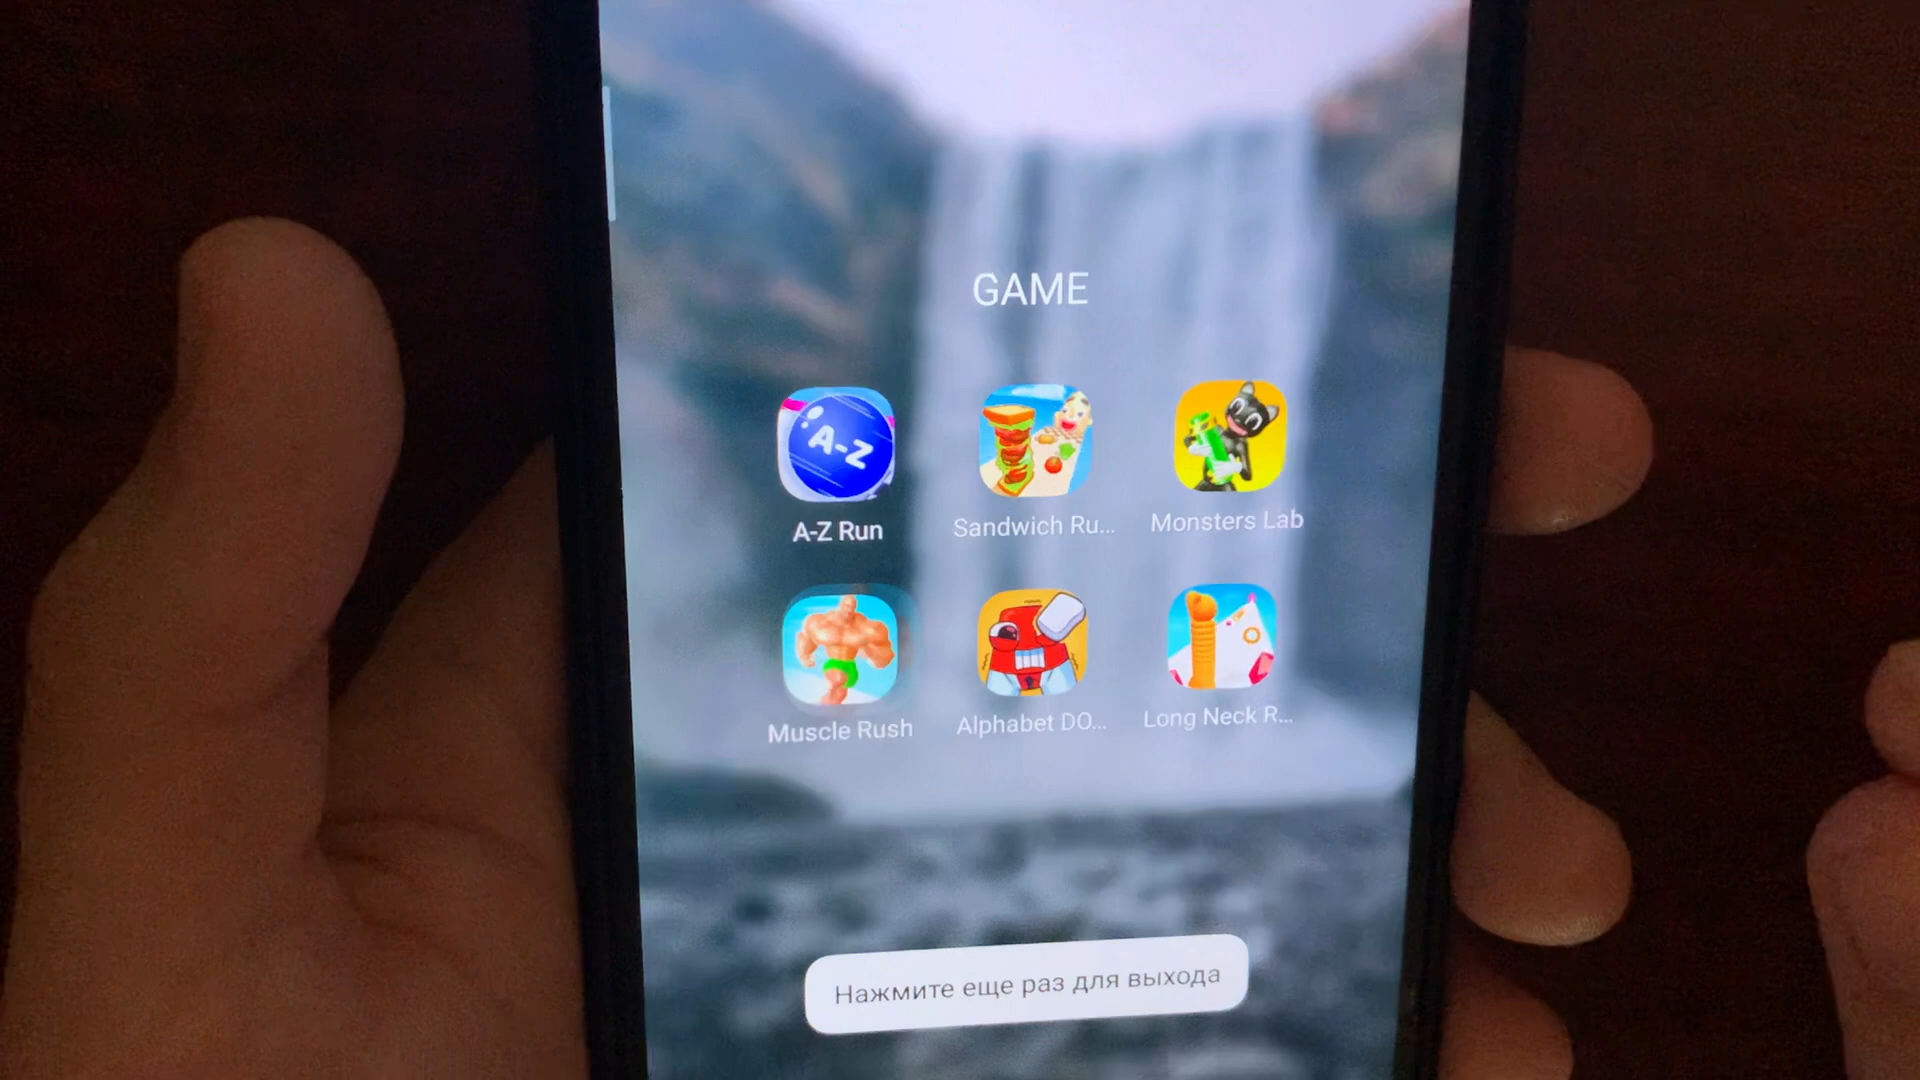 GAME
A-Z
A-Z Run
Sandwich Ru...
Monsters Lab
Muscle Rush
Alphabet DO...
Long Neck R...
Нажмите еще раз для выхода